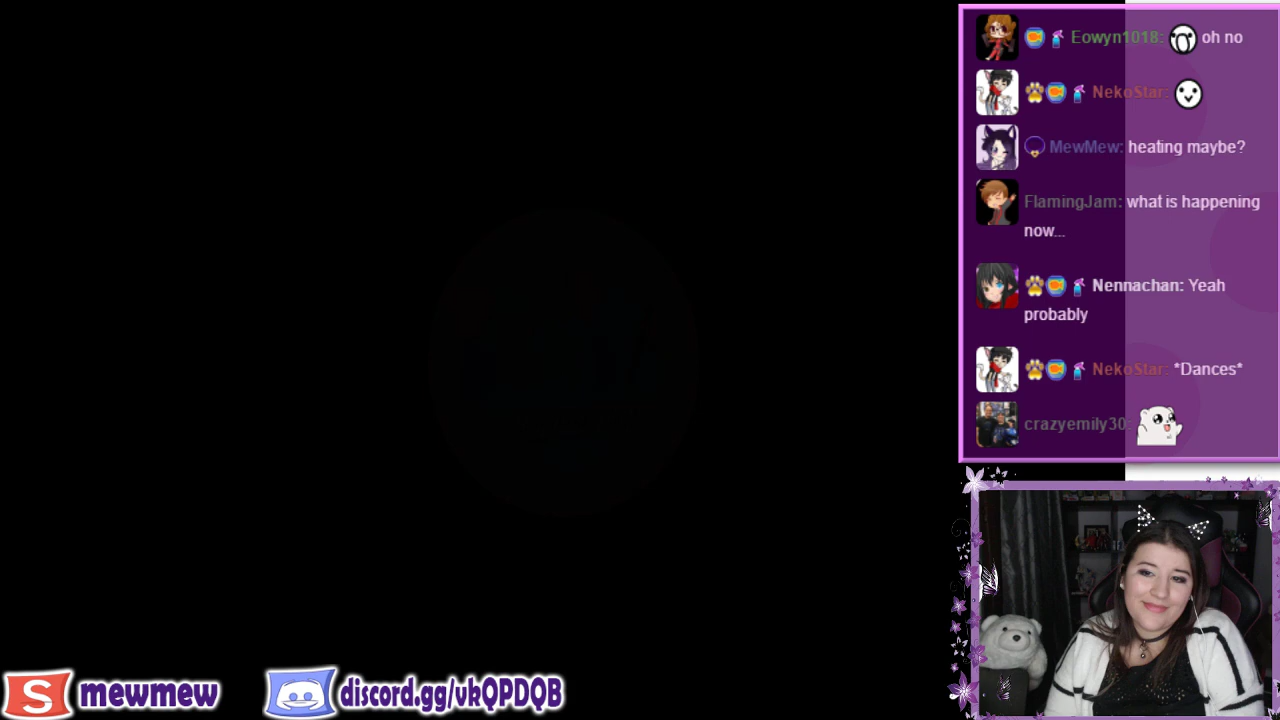 Eowyn1018: oh no
NekoStar:
MewMew: heating maybe?
FlamingJam: what is happening
now...
Nennachan: Yeah
probably
NekoStar: *Dances*
crazyemily30:
S mewmew
discord.gg/vkQPDQB